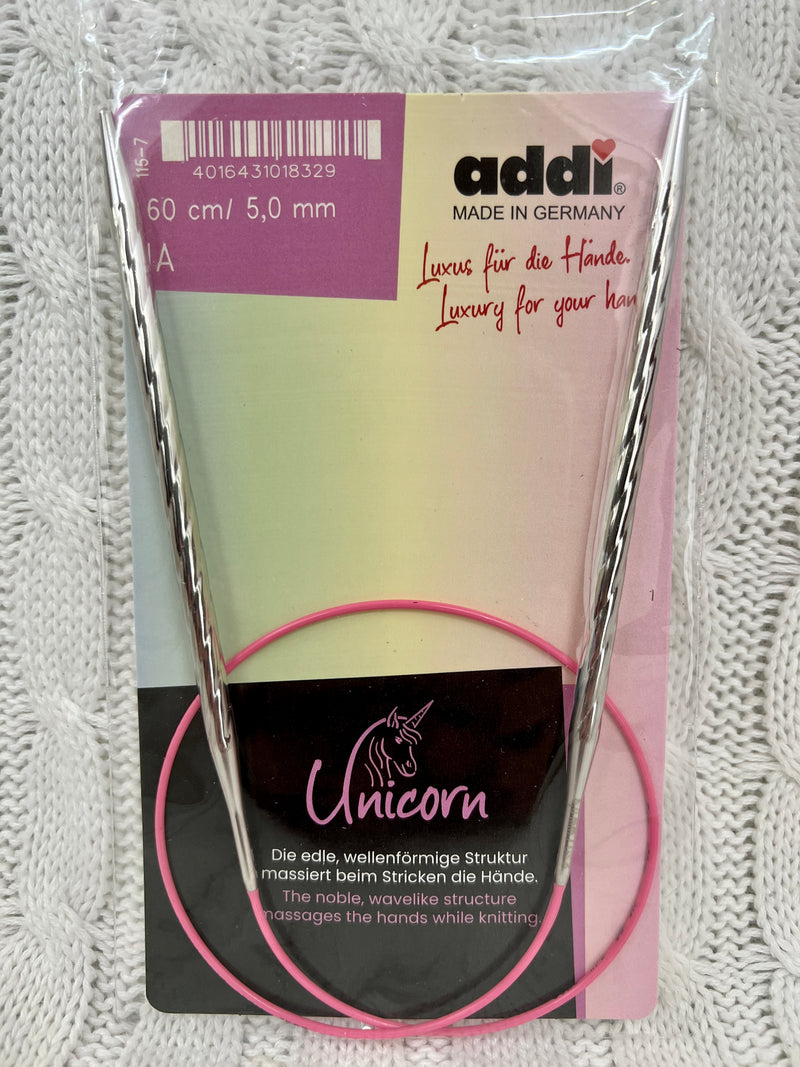 115-7
4016431018329
60 cm/ 5,0 mm
JA
addi®
MADE IN GERMANY
Luxus für die Hände.
Luxury for your han
Unicorn
Die edle, wellenförmige Struktur
massiert beim Stricken die Hände.
The noble, wavelike structure
massages the hands while knitting.